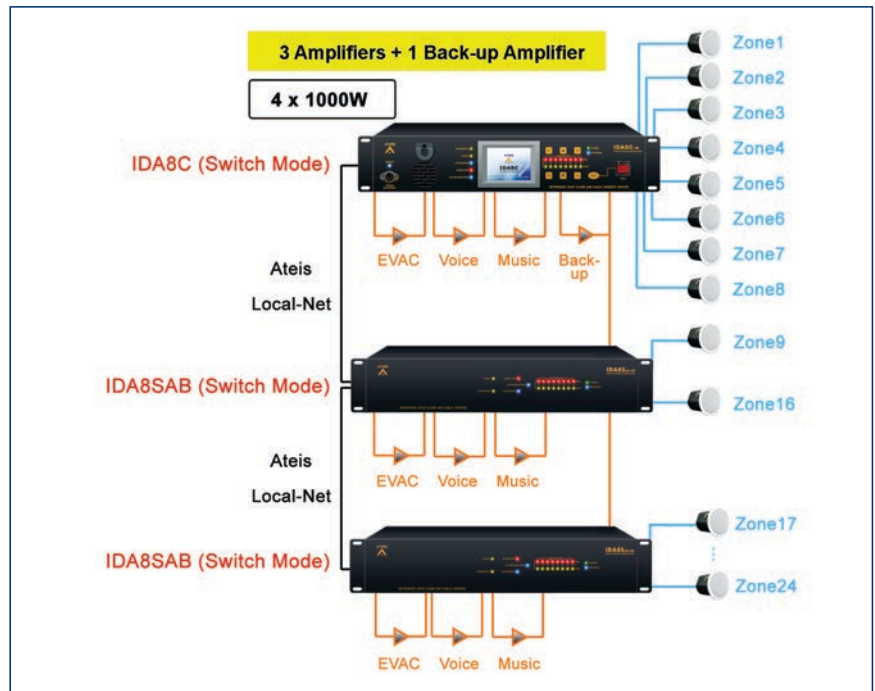 3 Amplifiers + 1 Back-up Amplifier
4 x 1000W
IDA8C (Switch Mode)
IDA8C
EVAC
Voice
Music
Back-
up
Zone1
Zone2
Zone3
Zone4
Zone5
Zone6
Zone7
Zone8
Ateis
Local-Net
IDA8SAB (Switch Mode)
EVAC
Voice
Music
Zone9
Zone16
Ateis
Local-Net
IDA8SAB (Switch Mode)
EVAC
Voice
Music
Zone17
Zone24